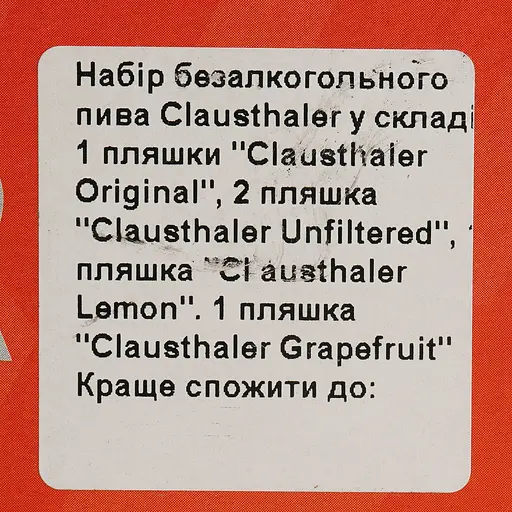 Набір безалкогольного
пива Clausthaler у складі
1 пляшки "Clausthaler
Original", 2 пляшка
"Clausthaler Unfiltered",
пляшка "Cl austhaler
Lemon". 1 пляшка
"Clausthaler Grapefruit"
Краще спожити до: